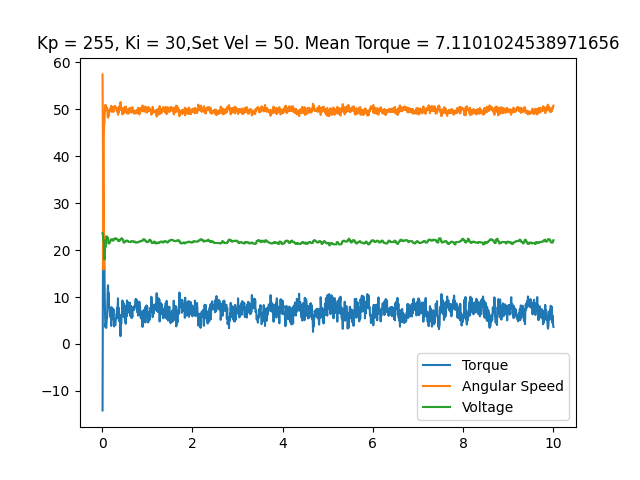 Kp = 255, Ki = 30,Set Vel = 50. Mean Torque = 7.1101024538971656
60
50
40
30
20
10
0
−10
Torque
Angular Speed
Voltage
0 2 4 6 8 10